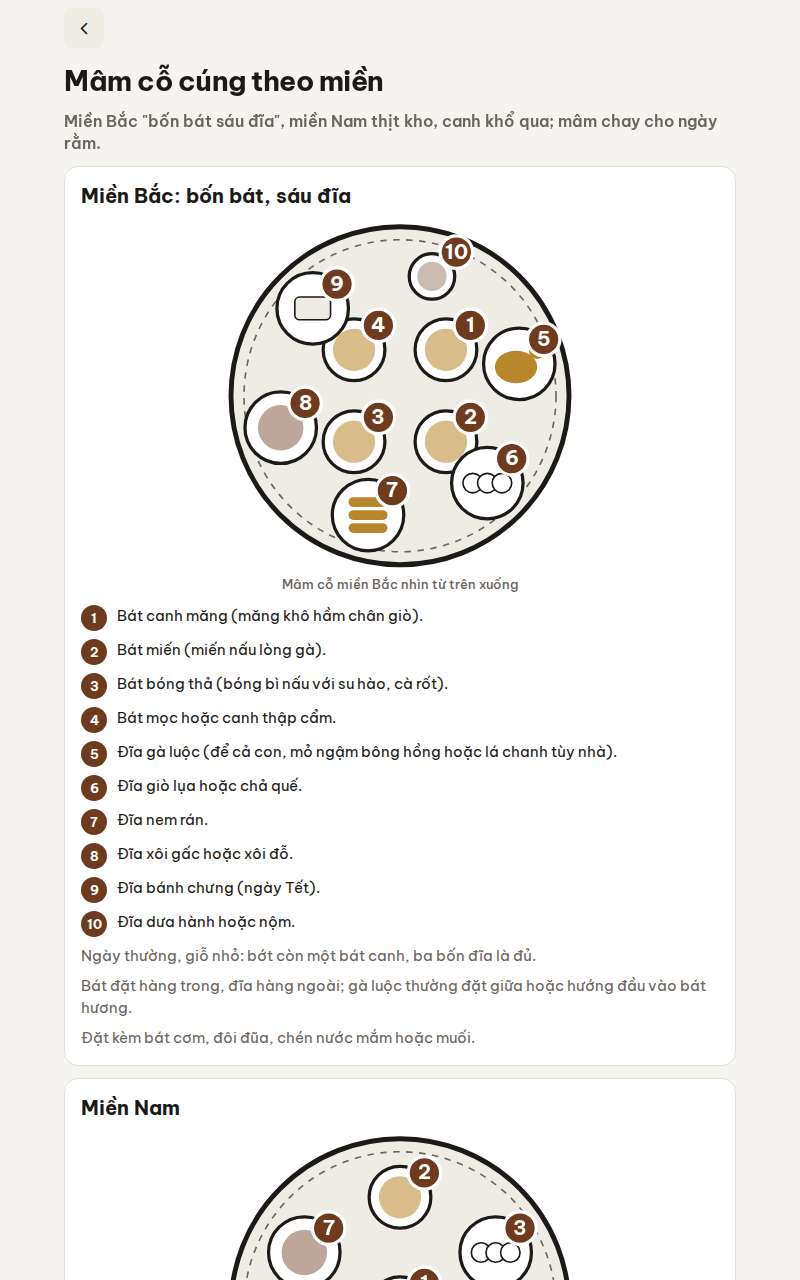 Mâm cỗ cúng theo miền
Miền Bắc "bốn bát sáu đĩa", miền Nam thịt kho, canh khổ qua; mâm chay cho ngày
rằm.
Miền Bắc: bốn bát, sáu đĩa
10
9
4
1
5
8
3
2
6
7
Mâm cỗ miền Bắc nhìn từ trên xuống
1 Bát canh măng (măng khô hầm chân giò).
2 Bát miến (miến nấu lòng gà).
3 Bát bóng thả (bóng bì nấu với su hào, cà rốt).
4 Bát mọc hoặc canh thập cẩm.
5 Đĩa gà luộc (để cả con, mỏ ngậm bông hồng hoặc lá chanh tùy nhà).
6 Đĩa giò lụa hoặc chả quế.
7 Đĩa nem rán.
8 Đĩa xôi gấc hoặc xôi đỗ.
9 Đĩa bánh chưng (ngày Tết).
10 Đĩa dưa hành hoặc nộm.
Ngày thường, giỗ nhỏ: bớt còn một bát canh, ba bốn đĩa là đủ.
Bát đặt hàng trong, đĩa hàng ngoài; gà luộc thường đặt giữa hoặc hướng đầu vào bát
hương.
Đặt kèm bát cơm, đôi đũa, chén nước mắm hoặc muối.
Miền Nam
2
7
3
1